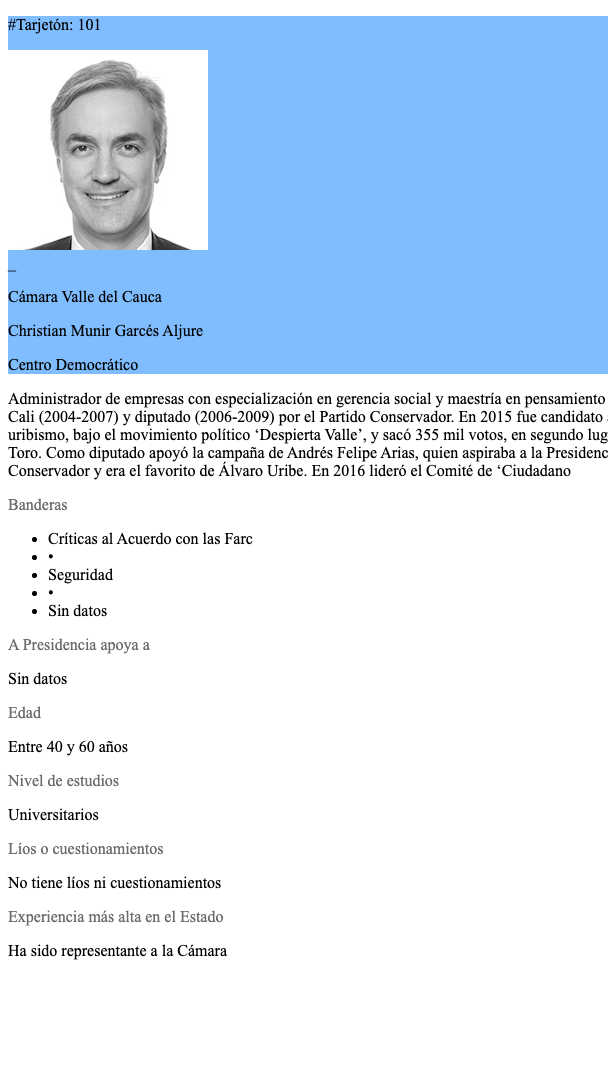 #Tarjetón: 101
_
Cámara Valle del Cauca
Christian Munir Garcés Aljure
Centro Democrático
Administrador de empresas con especialización en gerencia social y maestría en pensamiento
Cali (2004-2007) y diputado (2006-2009) por el Partido Conservador. En 2015 fue candidato
uribismo, bajo el movimiento político ‘Despierta Valle’, y sacó 355 mil votos, en segundo
Toro. Como diputado apoyó la campaña de Andrés Felipe Arias, quien aspiraba a la
Conservador y era el favorito de Álvaro Uribe. En 2016 lideró el Comité de ‘Ciudadano
Banderas
• Críticas al Acuerdo con las Farc
• •
• Seguridad
• •
• Sin datos
A Presidencia apoya a
Sin datos
Edad
Entre 40 y 60 años
Nivel de estudios
Universitarios
Líos o cuestionamientos
No tiene líos ni cuestionamientos
Experiencia más alta en el Estado
Ha sido representante a la Cámara